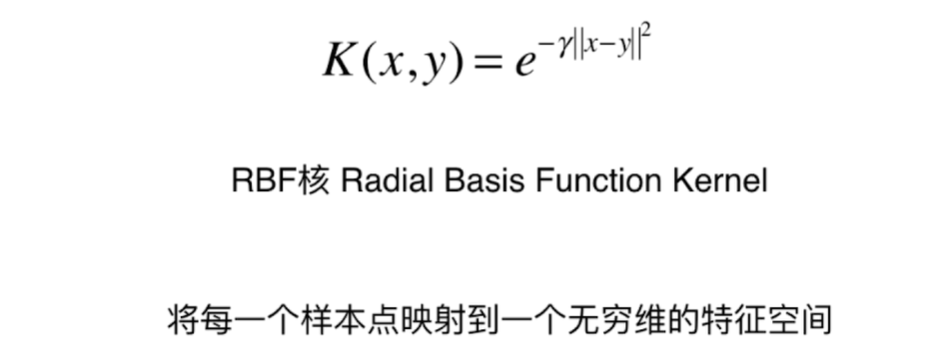 K(x,y) = e^{-γ||x-y||^2}
RBF核 Radial Basis Function Kernel
将每一个样本点映射到一个无穷维的特征空间